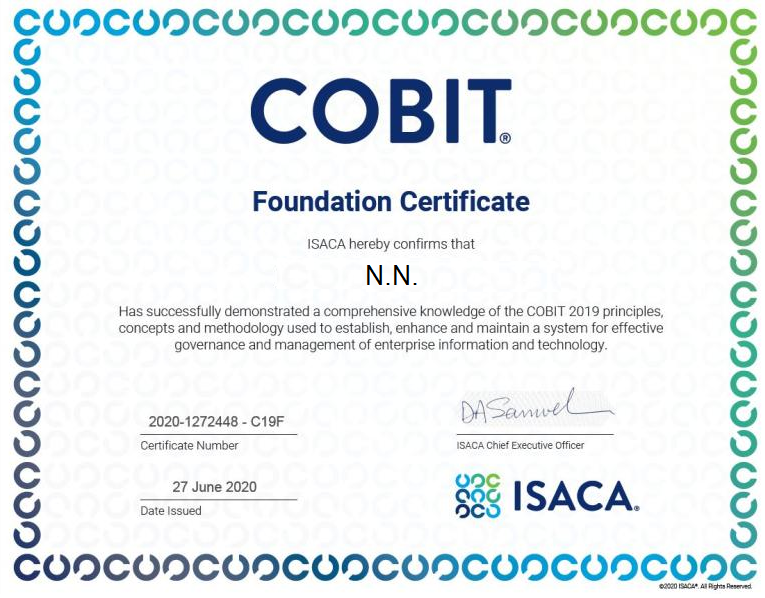 COBIT®
Foundation Certificate
ISACA hereby confirms that
N.N.
Has successfully demonstrated a comprehensive knowledge of the COBIT 2019 principles,
concepts and methodology used to establish, enhance and maintain a system for effective
governance and management of enterprise information and technology.
2020-1272448 - C19F
Certificate Number
DASamuel
ISACA Chief Executive Officer
27 June 2020
Date Issued
ISACA®
©2020 ISACA®. All Rights Reserved.